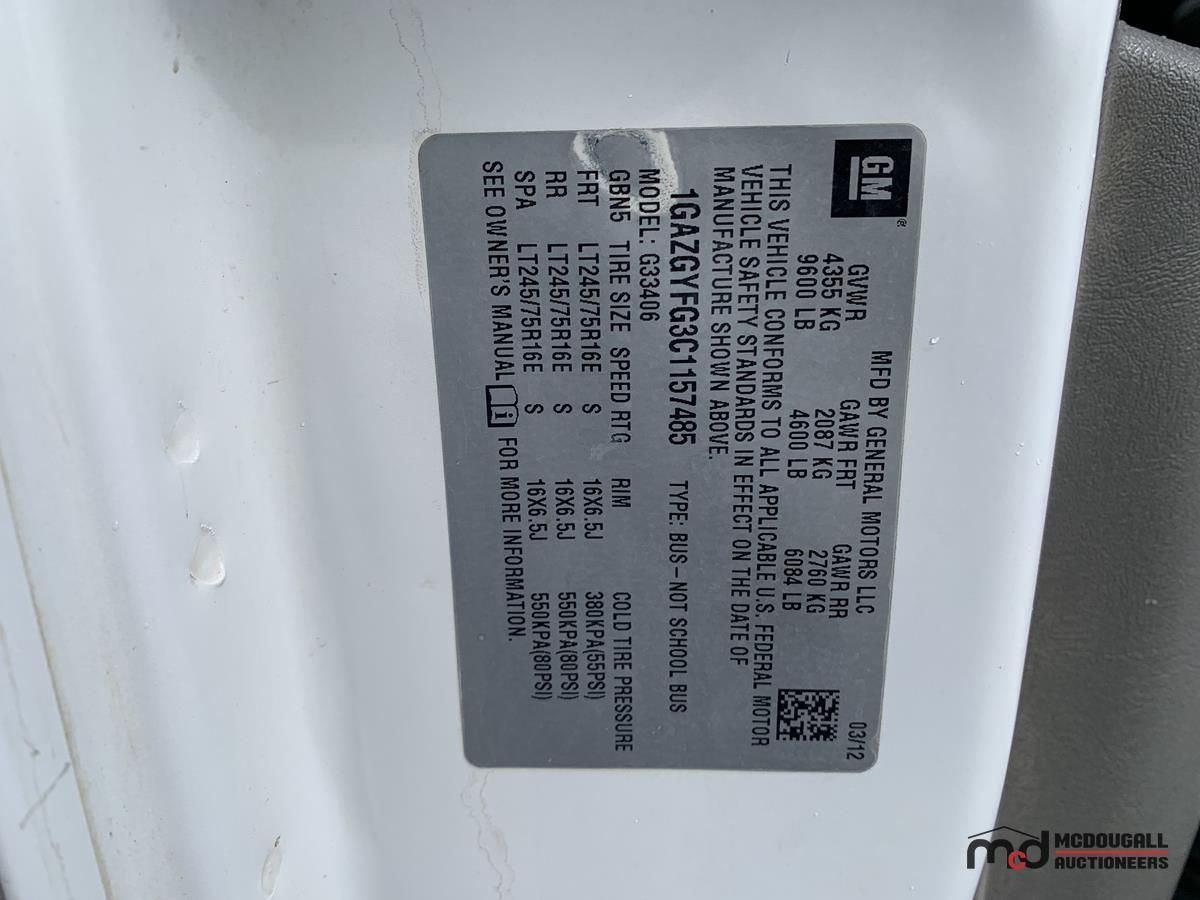 GM ®
MFD BY GENERAL MOTORS LLC 03/12
GVWR GAWR FRT GAWR RR
4355 KG 2087 KG 2760 KG
9600 LB 4600 LB 6084 LB
THIS VEHICLE CONFORMS TO ALL APPLICABLE U.S. FEDERAL MOTOR
VEHICLE SAFETY STANDARDS IN EFFECT ON THE DATE OF
MANUFACTURE SHOWN ABOVE.
1GAZGYFG3C1157485 TYPE: BUS-NOT SCHOOL BUS
MODEL: G33406
GBN5 TIRE SIZE SPEED RTG RIM COLD TIRE PRESSURE
FRT LT245/75R16E S 16X6.5J 380KPA(55PSI)
RR LT245/75R16E S 16X6.5J 550KPA(80PSI)
SPA LT245/75R16E S 16X6.5J 550KPA(80PSI)
SEE OWNER'S MANUAL FOR MORE INFORMATION.
mcd MCDOUGALL
AUCTIONEERS